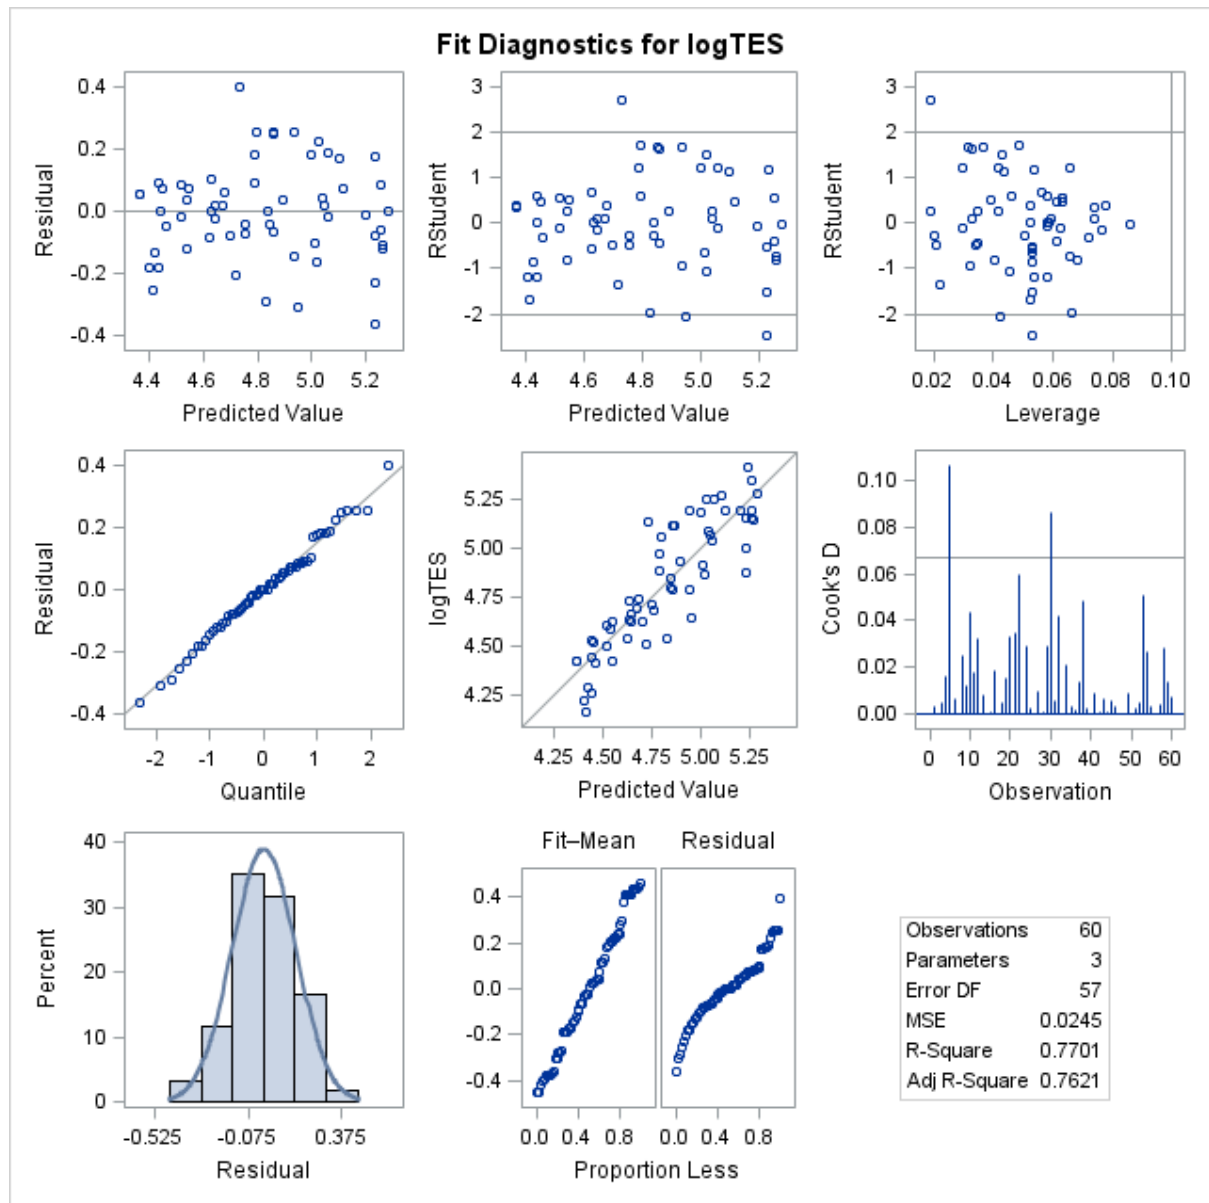 Fit Diagnostics for logTES
0.4
0.2
0.0
-0.2
-0.4
Residual
4.4 4.6 4.8 5.0 5.2
Predicted Value
3
2
1
0
-1
-2
RStudent
4.4 4.6 4.8 5.0 5.2
Predicted Value
3
2
1
0
-1
-2
RStudent
0.02 0.04 0.06 0.08 0.10
Leverage
0.4
0.2
0.0
-0.2
-0.4
Residual
-2 -1 0 1 2
Quantile
5.25
5.00
4.75
4.50
4.25
logTES
4.25 4.50 4.75 5.00 5.25
Predicted Value
0.10
0.08
0.06
0.04
0.02
0.00
Cook's D
0 10 20 30 40 50 60
Observation
40
30
20
10
0
Percent
-0.525 -0.075 0.375
Residual
Fit–Mean Residual
0.4
0.2
0.0
-0.2
-0.4
0.0 0.4 0.8 0.0 0.4 0.8
Proportion Less
Observations 60
Parameters 3
Error DF 57
MSE 0.0245
R-Square 0.7701
Adj R-Square 0.7621